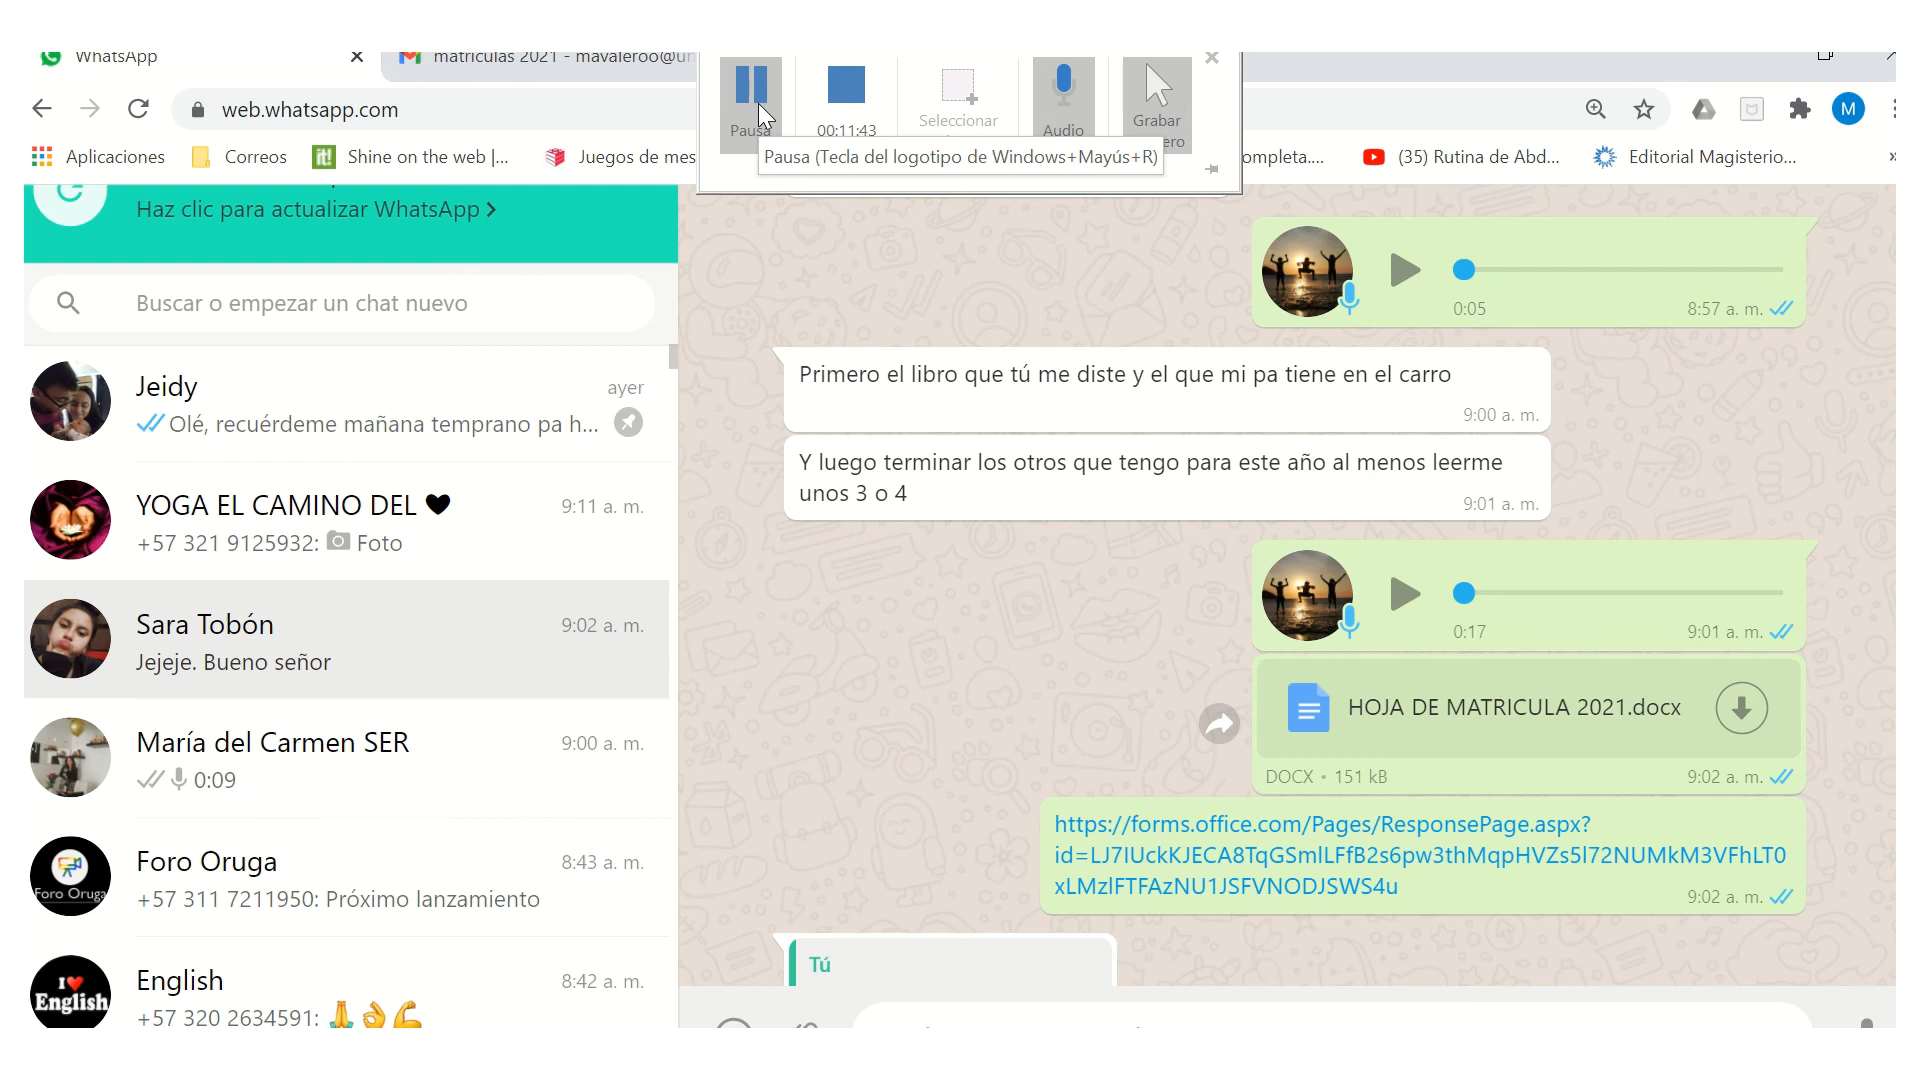 WhatsApp
matriculas 2021 - mavaleroo@un
Pausa
00:11:43
Seleccionar
Audio
Grabar
web.whatsapp.com
M
Pausa (Tecla del logotipo de Windows+Mayús+R)
Aplicaciones
Correos
it!
Shine on the web |...
Juegos de mes
ompleta....
(35) Rutina de Abd...
Editorial Magisterio...
Haz clic para actualizar WhatsApp
Buscar o empezar un chat nuevo
Jeidy
ayer
Olé, recuérdeme mañana temprano pa h...
YOGA EL CAMINO DEL 🖤
9:11 a. m.
+57 321 9125932: Foto
Sara Tobón
9:02 a. m.
Jejeje. Bueno señor
María del Carmen SER
9:00 a. m.
0:09
Foro Oruga
Foro Oruga
8:43 a. m.
+57 311 7211950: Próximo lanzamiento
I ❤ English
English
8:42 a. m.
+57 320 2634591: 🙏👌💪
0:05
8:57 a. m.
Primero el libro que tú me diste y el que mi pa tiene en el carro
9:00 a. m.
Y luego terminar los otros que tengo para este año al menos leerme
unos 3 o 4
9:01 a. m.
0:17
9:01 a. m.
HOJA DE MATRICULA 2021.docx
DOCX • 151 kB
9:02 a. m.
https://forms.office.com/Pages/ResponsePage.aspx?
id=LJ7IUckKJECA8TqGSmlLFfB2s6pw3thMqpHVZs5l72NUMkM3VFhLT0
xLMzlFTFAzNU1JSFVNODJSWS4u
9:02 a. m.
Tú